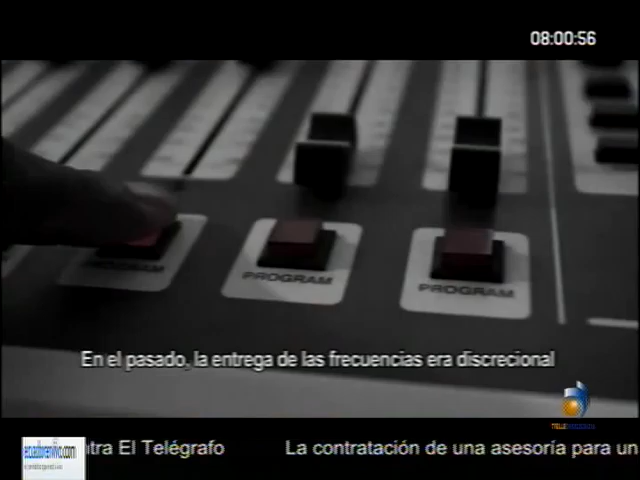 08:00:56
PROGRAM
PROGRAM
PROGRAM
En el pasado, la entrega de las frecuencias era discrecional
ntra El Telégrafo La contratación de una asesoría para un